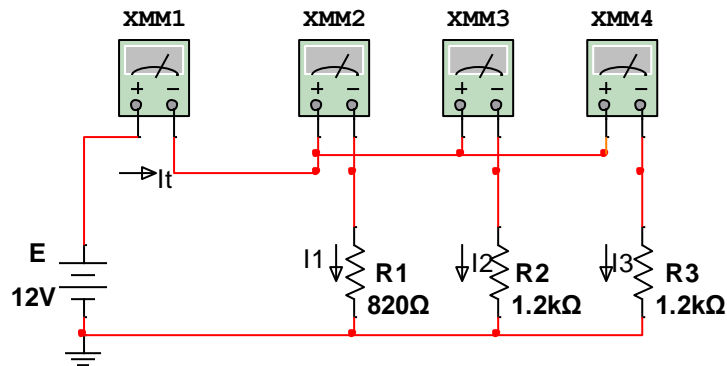 XMM1 XMM2 XMM3 XMM4
+ − + − + − + −
It
E
12V
I1
R1
820Ω
I2
R2
1.2kΩ
I3
R3
1.2kΩ